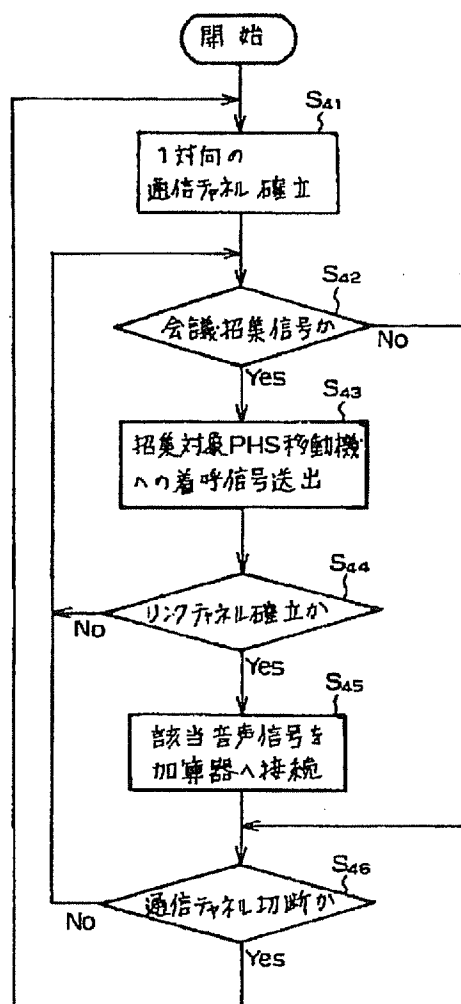 開始
S41
1対向の
通信チャネル確立
S42
会議招集信号か
No
Yes
S43
招集対象PHS移動機
への着呼信号送出
S44
リンクチャネル確立か
No
Yes
S45
該当音声信号を
加算器へ接続
S46
通信チャネル切断か
No
Yes